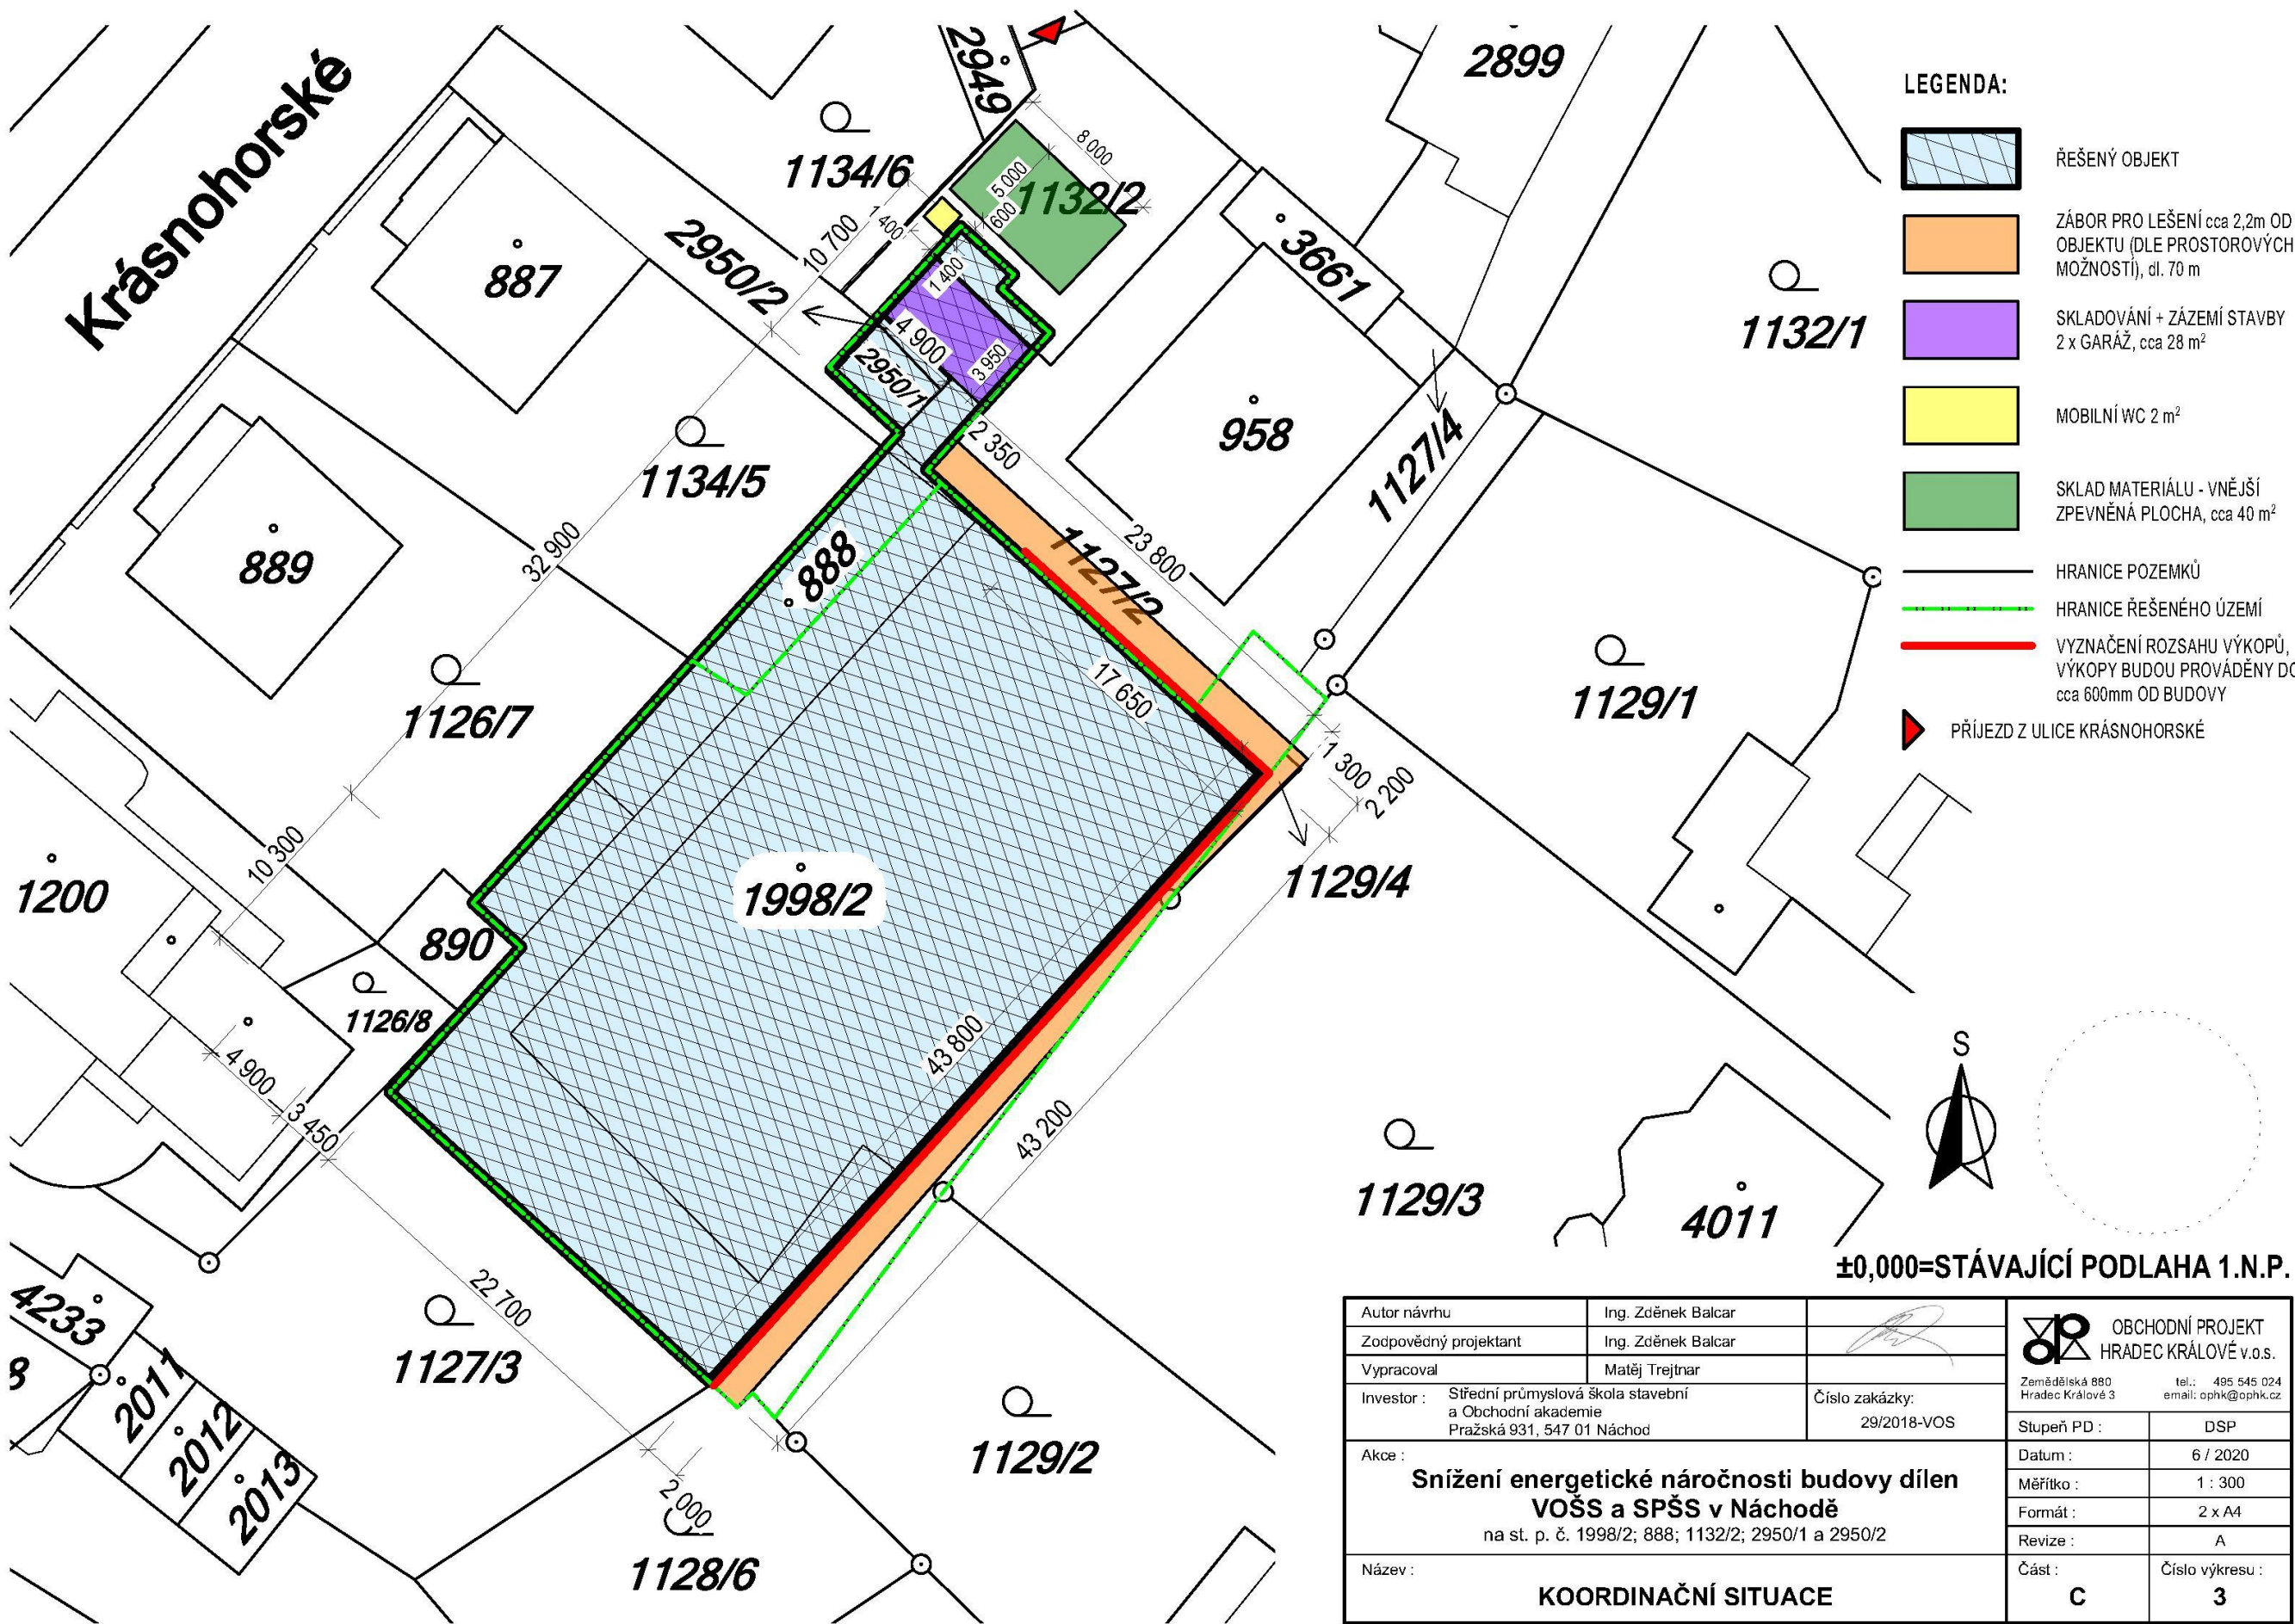 Krásnohorské
2949
2899
1134/6
8 000
5 000
1132/2
600
1 400
10 700
2950/2
1 400
3661
887
4 900
3 950
2950/1
1132/1
958
2 350
1127/4
1134/5
889
32 900
888
23 800
1127/2
17 650
1129/1
1126/7
1 300
2 200
10 300
1200
1998/2
1129/4
890
1126/8
43 800
4 900
3 450
43 200
1129/3
4011
22 700
4233
8
1127/3
2011
2012
2013
1129/2
2 000
1128/6
LEGENDA:
ŘEŠENÝ OBJEKT
ZÁBOR PRO LEŠENÍ cca 2,2m OD
OBJEKTU (DLE PROSTOROVÝCH
MOŽNOSTÍ), dl. 70 m
SKLADOVÁNÍ + ZÁZEMÍ STAVBY
2 x GARÁŽ, cca 28 m²
MOBILNÍ WC 2 m²
SKLAD MATERIÁLU - VNĚJŠÍ
ZPEVNĚNÁ PLOCHA, cca 40 m²
HRANICE POZEMKŮ
HRANICE ŘEŠENÉHO ÚZEMÍ
VYZNAČENÍ ROZSAHU VÝKOPŮ,
VÝKOPY BUDOU PROVÁDĚNY DO
cca 600mm OD BUDOVY
PŘÍJEZD Z ULICE KRÁSNOHORSKÉ
S
±0,000=STÁVAJÍCÍ PODLAHA 1.N.P.
Autor návrhu Ing. Zděnek Balcar
Zodpovědný projektant Ing. Zděnek Balcar
Vypracoval Matěj Trejtnar
Investor : Střední průmyslová škola stavební
a Obchodní akademie
Pražská 931, 547 01 Náchod
Číslo zakázky:
29/2018-VOS
OBCHODNÍ PROJEKT
HRADEC KRÁLOVÉ v.o.s.
Zemědělská 880 tel.: 495 545 024
Hradec Králové 3 email: ophk@ophk.cz
Stupeň PD : DSP
Datum : 6 / 2020
Měřítko : 1 : 300
Formát : 2 x A4
Revize : A
Část : Číslo výkresu :
C 3
Akce :
Snížení energetické náročnosti budovy dílen
VOŠS a SPŠS v Náchodě
na st. p. č. 1998/2; 888; 1132/2; 2950/1 a 2950/2
Název :
KOORDINAČNÍ SITUACE